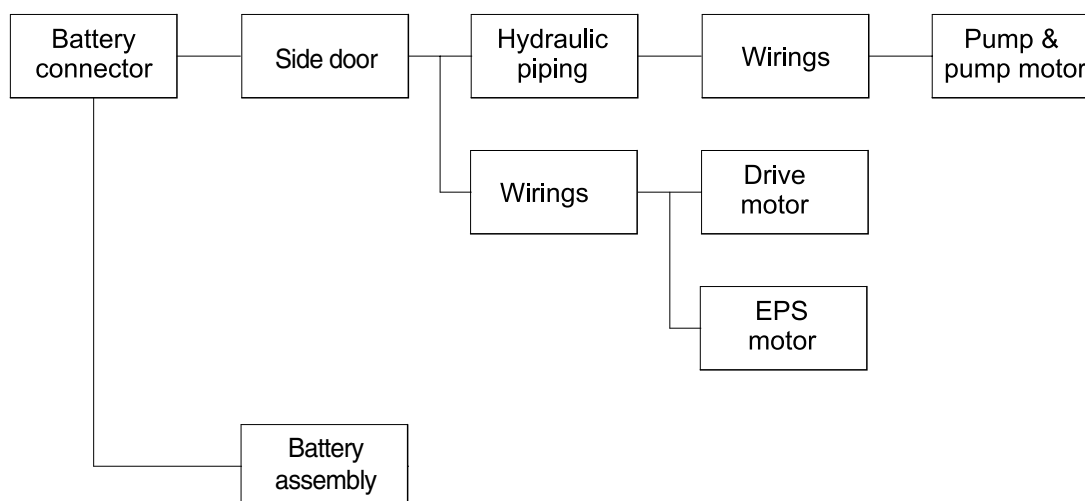 Battery
connector
Side door
Hydraulic
piping
Wirings
Pump &
pump motor
Wirings
Drive
motor
EPS
motor
Battery
assembly